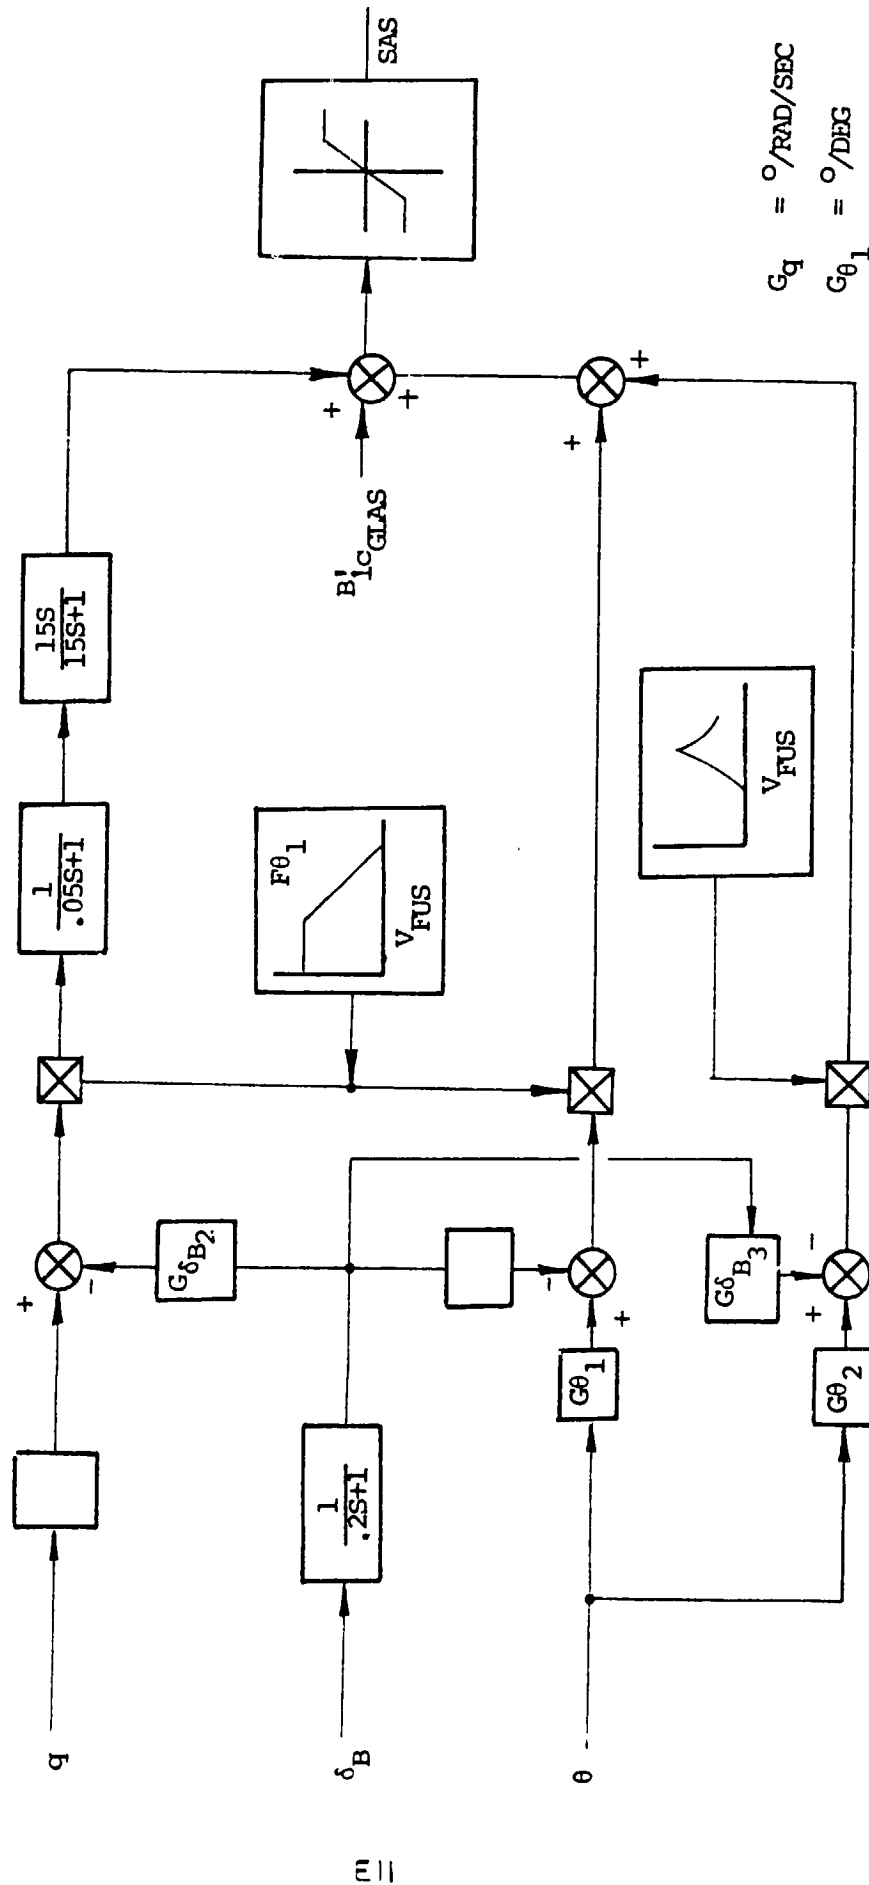 q
+
-
1
.05S+1
15S
15S+1
GδB2
δB
1
.2S+1
Fθ1
VFUS
B'1CGLAS
+
+
SAS
θ
Gθ1
+
-
+
+
GδB3
Gθ2
+
-
VFUS
Gq = °/RAD/SEC
Gθ1 = °/DEG